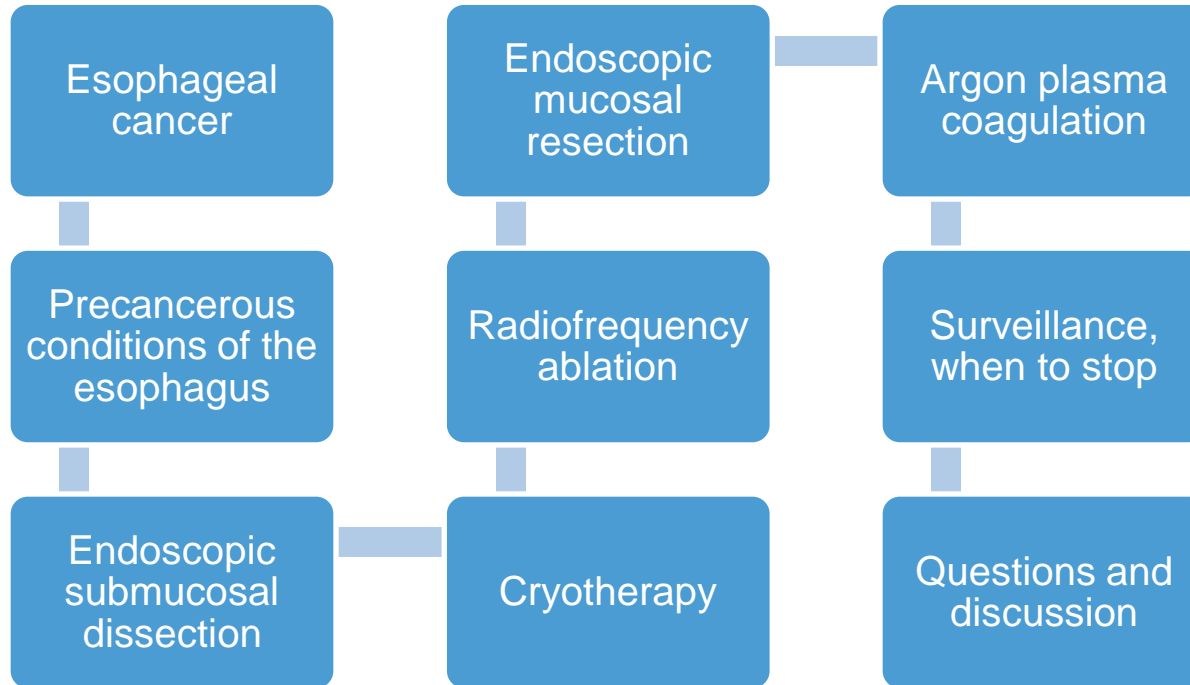 Esophageal
cancer
Precancerous
conditions of the
esophagus
Endoscopic
submucosal
dissection
Cryotherapy
Radiofrequency
ablation
Endoscopic
mucosal
resection
Argon plasma
coagulation
Surveillance,
when to stop
Questions and
discussion